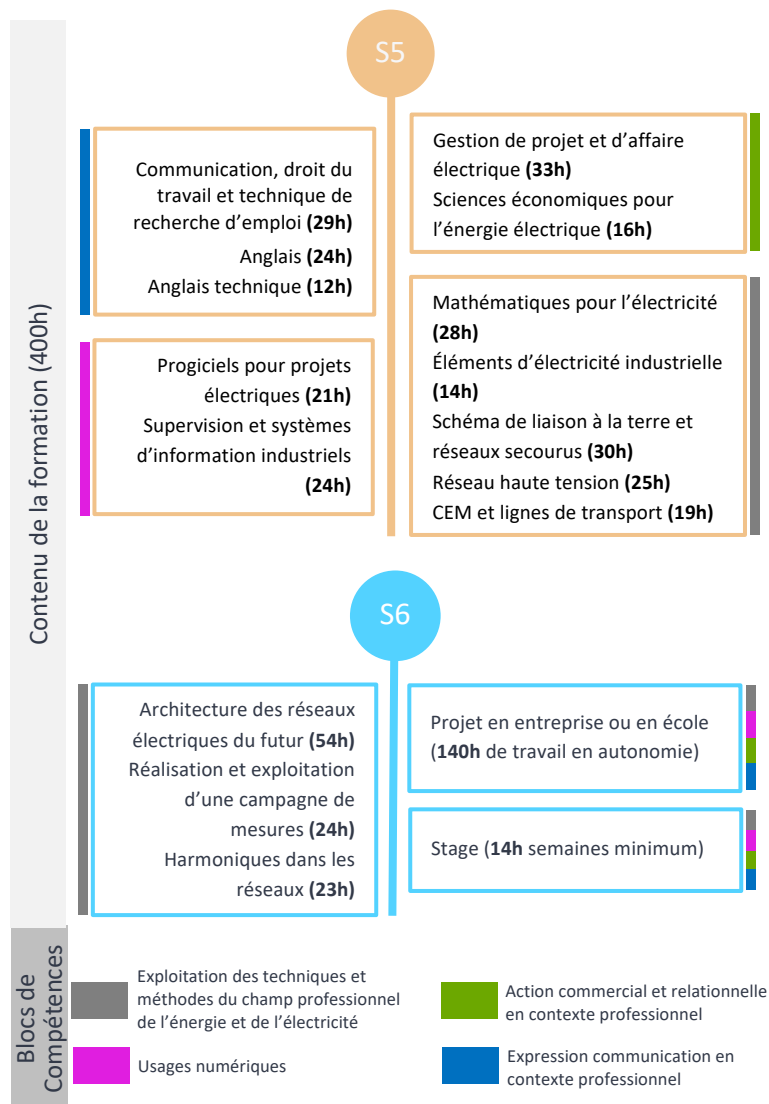 S5
Communication, droit du
travail et technique de
recherche d'emploi (29h)
Anglais (24h)
Anglais technique (12h)
Gestion de projet et d'affaire
électrique (33h)
Sciences économiques pour
l'énergie électrique (16h)
Progiciels pour projets
électriques (21h)
Supervision et systèmes
d'information industriels
(24h)
Mathématiques pour l'électricité
(28h)
Éléments d'électricité industrielle
(14h)
Schéma de liaison à la terre et
réseaux secourus (30h)
Réseau haute tension (25h)
CEM et lignes de transport (19h)
Contenu de la formation (400h)
S6
Architecture des réseaux
électriques du futur (54h)
Réalisation et exploitation
d'une campagne de
mesures (24h)
Harmoniques dans les
réseaux (23h)
Projet en entreprise ou en école
(140h de travail en autonomie)
Stage (14h semaines minimum)
Blocs de
Compétences
Exploitation des techniques et
méthodes du champ professionnel
de l'énergie et de l'électricité
Action commercial et relationnelle
en contexte professionnel
Usages numériques
Expression communication en
contexte professionnel